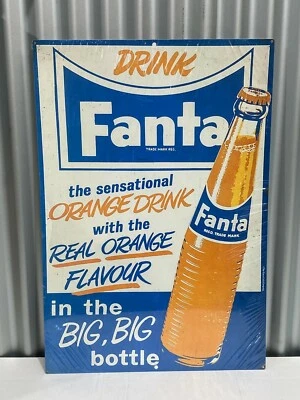 DRINK
Fanta
TRADE MARK REG.
the sensational
ORANGE DRINK
with the
REAL ORANGE
FLAVOUR
in the
BIG, BIG
bottle
Fanta
REG. TRADE MARK